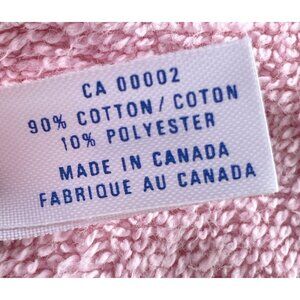 CA 00002
90% COTTON / COTON
10% POLYESTER
MADE IN CANADA
FABRIQUE AU CANADA